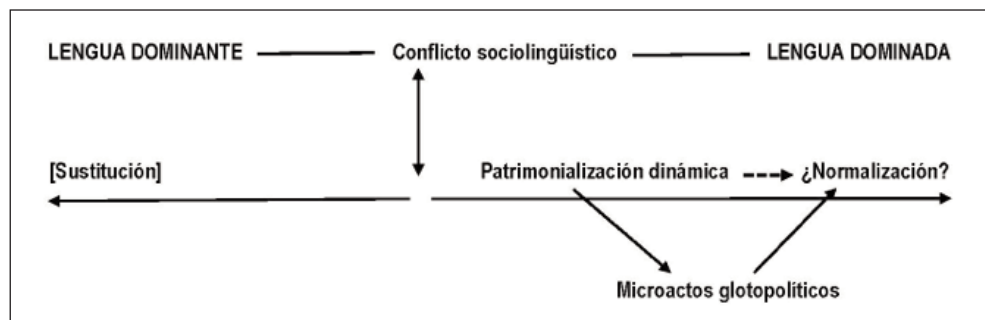 LENGUA DOMINANTE Conflicto sociolingüístico LENGUA DOMINADA
[Sustitución] Patrimonialización dinámica ¿Normalización?
Microactos glotopolíticos